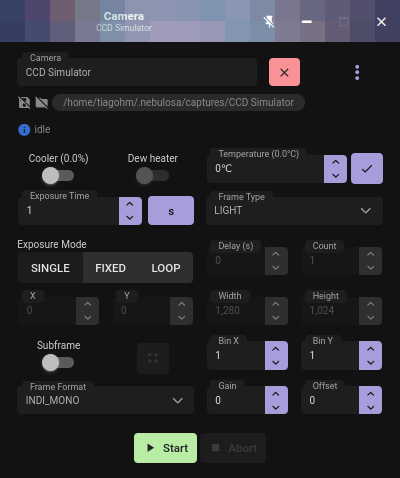 Camera
CCD Simulator
Camera
CCD Simulator
/home/tiagohm/.nebulosa/captures/CCD Simulator
idle
Cooler (0.0%)
Dew heater
Temperature (0.0°C)
0°C
Exposure Time
1
s
Frame Type
LIGHT
Exposure Mode
SINGLE
FIXED
LOOP
Delay (s)
0
Count
1
X
0
Y
0
Width
1,280
Height
1,024
Subframe
Bin X
1
Bin Y
1
Frame Format
INDI_MONO
Gain
0
Offset
0
Start
Abort